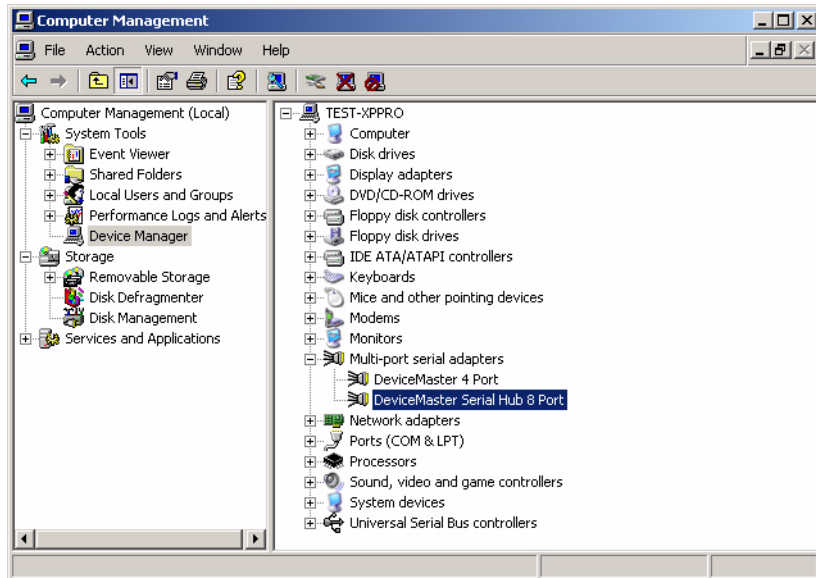 Computer Management
File Action View Window Help
Computer Management (Local)
System Tools
Event Viewer
Shared Folders
Local Users and Groups
Performance Logs and Alerts
Device Manager
Storage
Removable Storage
Disk Defragmenter
Disk Management
Services and Applications
TEST-XPPRO
Computer
Disk drives
Display adapters
DVD/CD-ROM drives
Floppy disk controllers
Floppy disk drives
IDE ATA/ATAPI controllers
Keyboards
Mice and other pointing devices
Modems
Monitors
Multi-port serial adapters
DeviceMaster 4 Port
DeviceMaster Serial Hub 8 Port
Network adapters
Ports (COM & LPT)
Processors
Sound, video and game controllers
System devices
Universal Serial Bus controllers